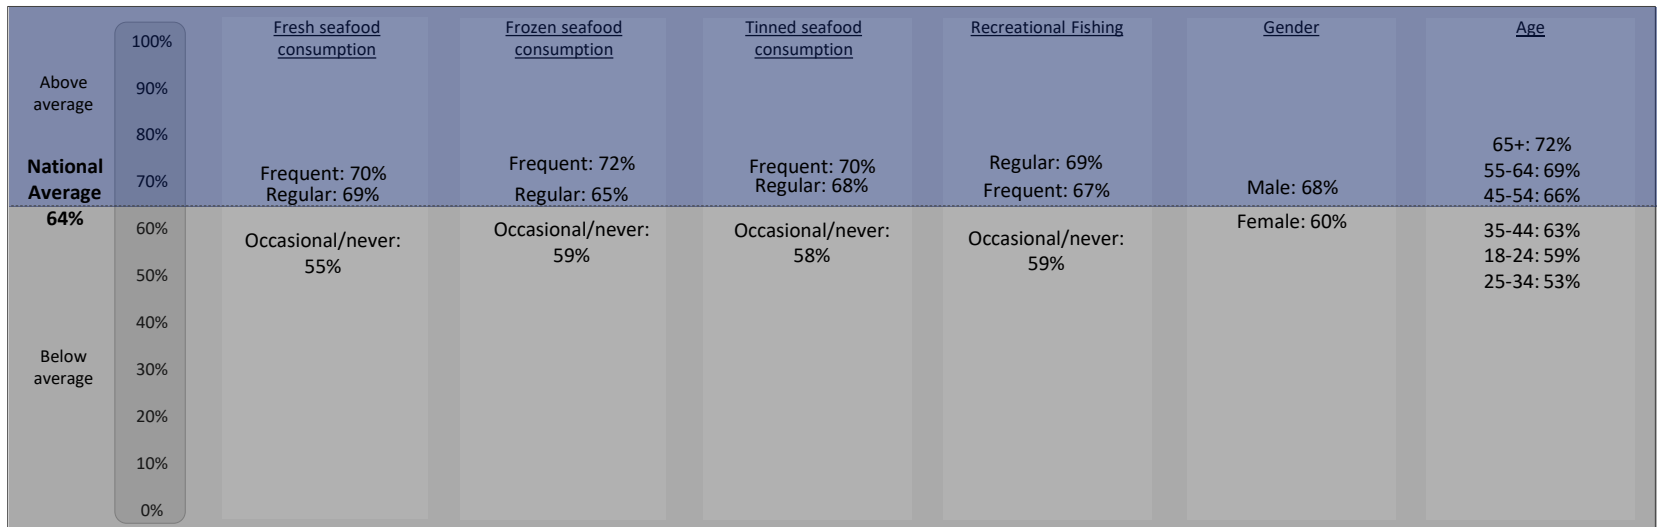 Above
average
National
Average
64%
Below
average
100%
90%
80%
70%
60%
50%
40%
30%
20%
10%
0%
Fresh seafood
consumption
Frequent: 70%
Regular: 69%
Occasional/never:
55%
Frozen seafood
consumption
Frequent: 72%
Regular: 65%
Occasional/never:
59%
Tinned seafood
consumption
Frequent: 70%
Regular: 68%
Occasional/never:
58%
Recreational Fishing
Regular: 69%
Frequent: 67%
Occasional/never:
59%
Gender
Male: 68%
Female: 60%
Age
65+: 72%
55-64: 69%
45-54: 66%
35-44: 63%
18-24: 59%
25-34: 53%